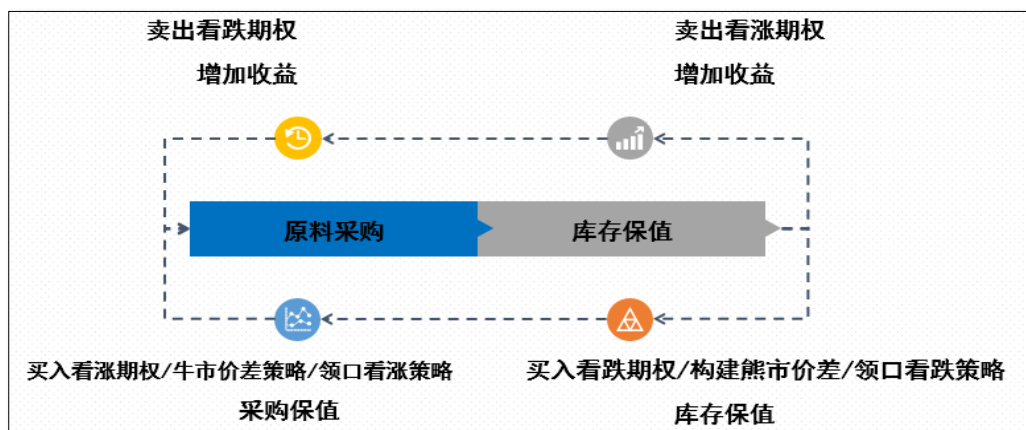 卖出看跌期权
增加收益
卖出看涨期权
增加收益
原料采购
库存保值
买入看涨期权/牛市价差策略/领口看涨策略
采购保值
买入看跌期权/构建熊市价差/领口看跌策略
库存保值